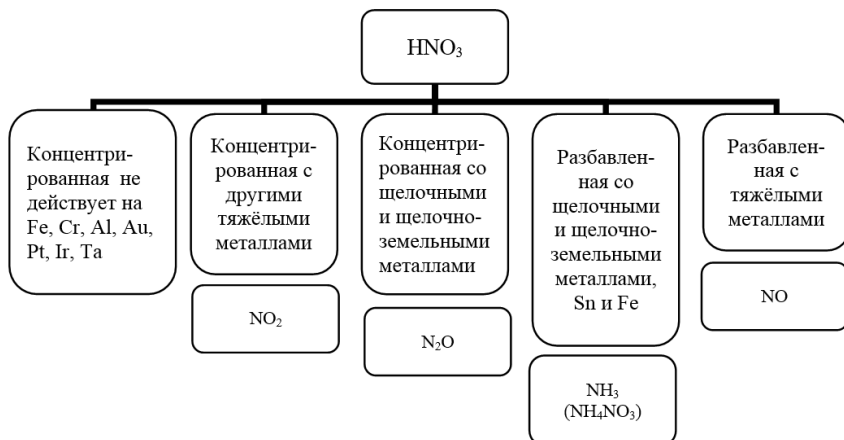 HNO₃
Концентри-
рованная не
действует на
Fe, Cr, Al, Au,
Pt, Ir, Ta
Концентри-
рованная с
другими
тяжёлыми
металлами
NO₂
Концентри-
рованная со
щелочными
и щелочно-
земельными
металлами
N₂O
Разбавлен-
ная со
щелочными
и щелочно-
земельными
металлами,
Sn и Fe
NH₃
(NH₄NO₃)
Разбавлен-
ная с
тяжёлыми
металлами
NO